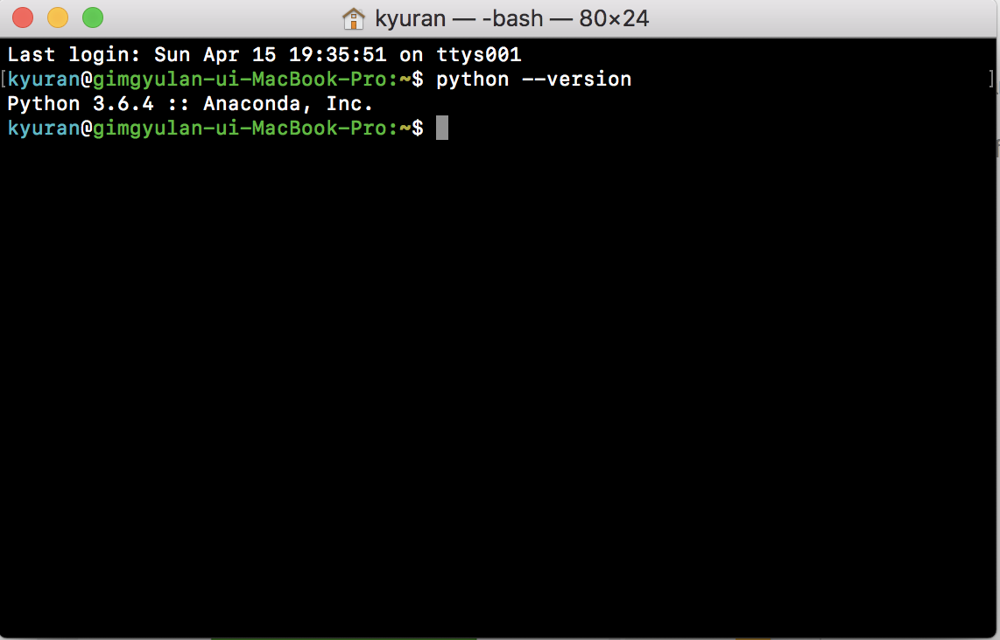 kyuran — -bash — 80×24
Last login: Sun Apr 15 19:35:51 on ttys001
[kyuran@gimgyulan-ui-MacBook-Pro:~$ python --version ]
Python 3.6.4 :: Anaconda, Inc.
kyuran@gimgyulan-ui-MacBook-Pro:~$